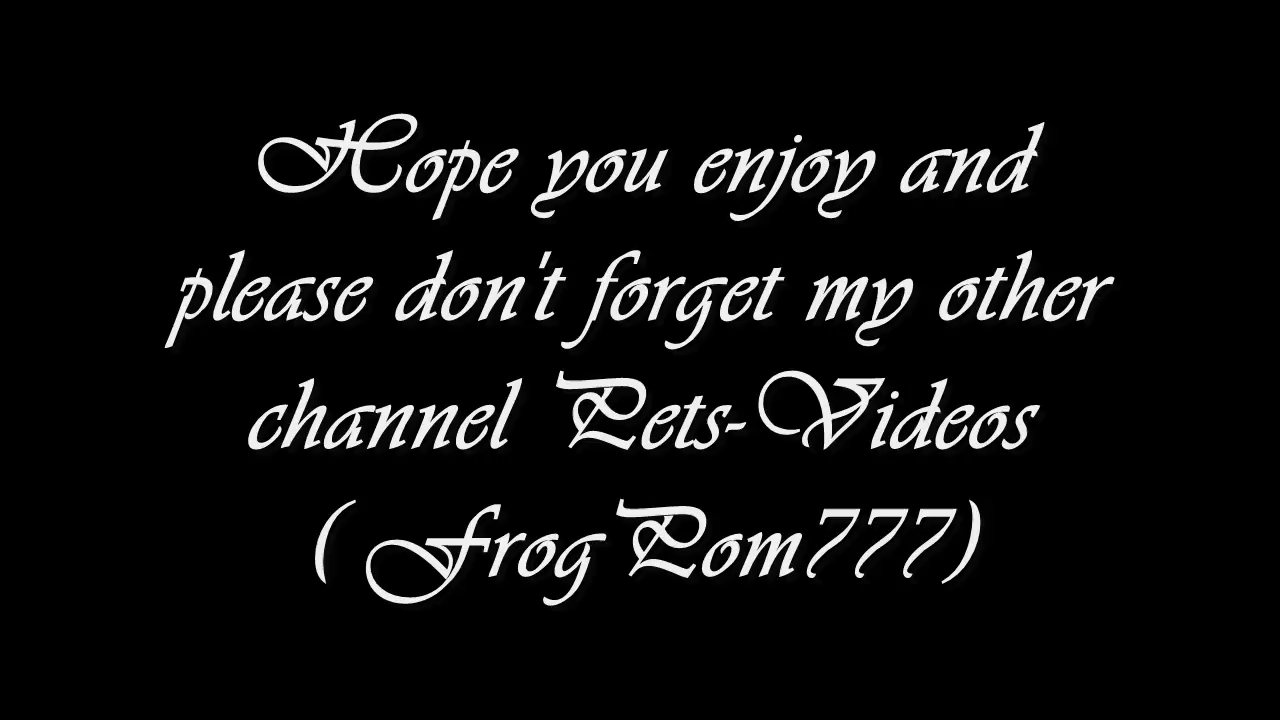 Hope you enjoy and
please don't forget my other
channel Pets-Videos
( FrogPom777)